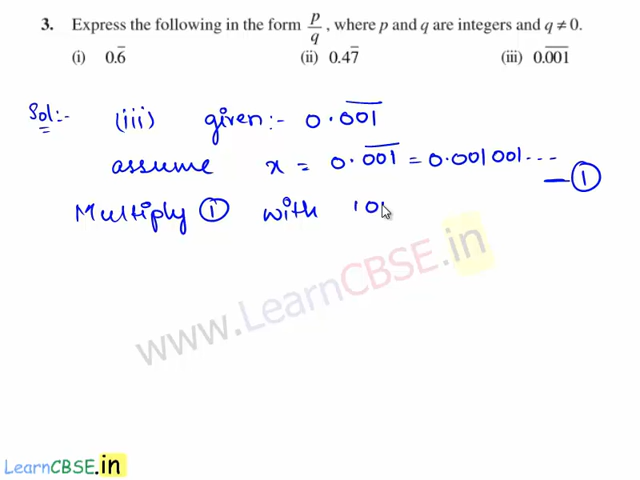 3. Express the following in the form p/q, where p and q are integers and q ≠ 0.
(i) 0.6̅ (ii) 0.47̅ (iii) 0.0̅0̅1̅
Sol:- (iii) given:- 0.0̅0̅1̅
assume x = 0.0̅0̅1̅ = 0.001001... — ①
Multiply ① with 10
www.LearnCBSE.in
LearnCBSE.in